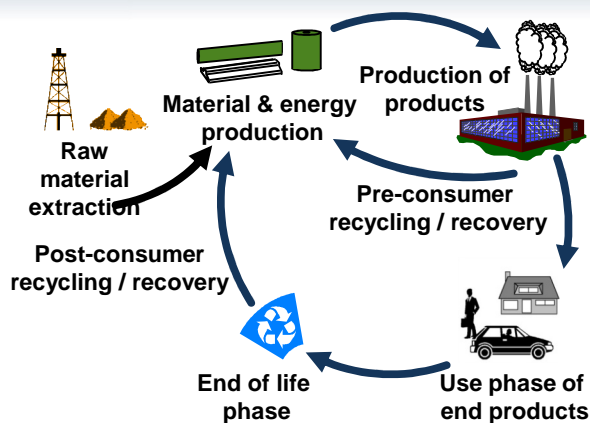 Material & energy
production
Production of
products
Raw
material
extraction
Pre-consumer
recycling / recovery
Post-consumer
recycling / recovery
End of life
phase
Use phase of
end products